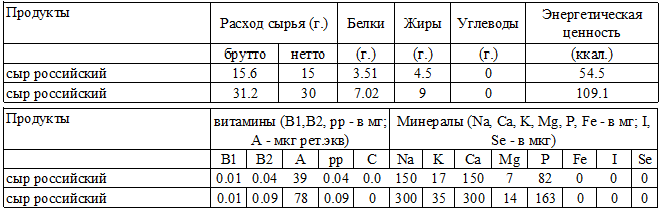 Продукты Расход сырья (г.) Белки Жиры Углеводы Энергетическая ценность
брутто нетто (г.) (г.) (г.) (ккал.)
сыр российский 15.6 15 3.51 4.5 0 54.5
сыр российский 31.2 30 7.02 9 0 109.1
Продукты витамины (B1,B2, pp - в мг; A - мкг рет.экв) Минералы (Na, Ca, K, Mg, P, Fe - в мг; I, Se - в мкг)
B1 B2 A pp C Na K Ca Mg P Fe I Se
сыр российский 0.01 0.04 39 0.04 0.0 150 17 150 7 82 0 0 0
сыр российский 0.01 0.09 78 0.09 0 300 35 300 14 163 0 0 0